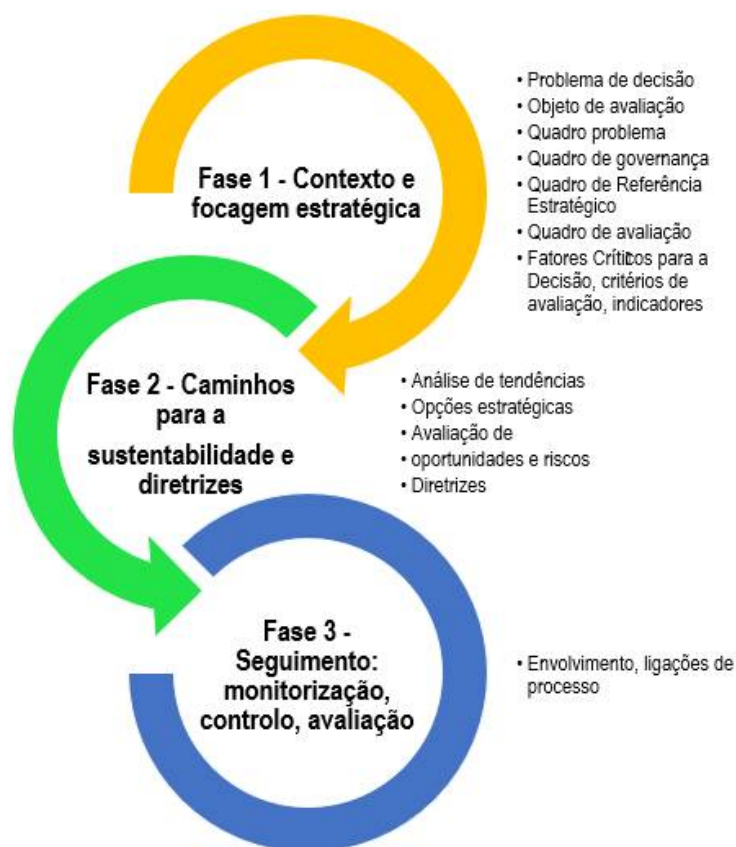 Fase 1 - Contexto e
focagem estratégica
• Problema de decisão
• Objeto de avaliação
• Quadro problema
• Quadro de governança
• Quadro de Referência
Estratégico
• Quadro de avaliação
• Fatores Críticos para a
Decisão, critérios de
avaliação, indicadores
Fase 2 - Caminhos
para a
sustentabilidade e
diretrizes
• Análise de tendências
• Opções estratégicas
• Avaliação de
• oportunidades e riscos
• Diretrizes
Fase 3 -
Seguimento:
monitorização,
controlo, avaliação
• Envolvimento, ligações de
processo